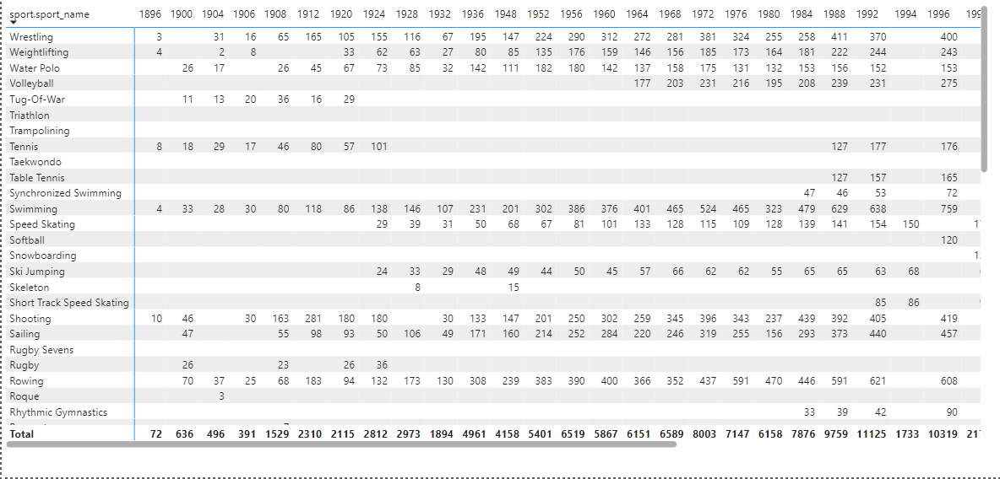 sport.sport_name 1896 1900 1904 1906 1908 1912 1920 1924 1928 1932 1936 1948 1952 1956 1960 1964 1968 1972 1976 1980 1984 1988 1992 1994 1996
Wrestling 3 31 16 65 165 105 155 116 67 195 147 224 290 312 272 281 381 324 255 258 411 370 400
Weightlifting 4 2 8 33 62 63 27 80 85 135 176 159 146 156 185 173 164 181 222 244 243
Water Polo 26 17 26 45 67 73 85 32 142 111 182 180 142 137 158 175 131 132 153 156 152 153
Volleyball 177 203 231 216 195 208 239 231 275
Tug-Of-War 11 13 20 36 16 29
Triathlon
Trampolining
Tennis 8 18 29 17 46 80 57 101 127 177 176
Taekwondo
Table Tennis 127 157 165
Synchronized Swimming 47 46 53 72
Swimming 4 33 28 30 80 118 86 138 146 107 231 201 302 386 376 401 465 524 465 323 479 629 638 759
Speed Skating 29 39 31 50 68 67 81 101 133 128 115 109 128 139 141 154 150
Softball 120
Snowboarding
Ski Jumping 24 33 29 48 49 44 50 45 57 66 62 62 55 65 65 63 68
Skeleton 8 15
Short Track Speed Skating 85 86
Shooting 10 46 30 163 281 180 180 30 133 147 201 250 302 259 345 396 343 237 439 392 405 419
Sailing 47 55 98 93 50 106 49 171 160 214 252 284 220 246 319 255 156 293 373 440 457
Rugby Sevens
Rugby 26 23 26 36
Rowing 70 37 25 68 183 94 132 173 130 308 239 383 390 400 366 352 437 591 470 446 591 621 608
Roque 3
Rhythmic Gymnastics 33 39 42 90
Total 72 636 496 391 1529 2310 2115 2812 2973 1894 4961 4158 5401 6519 5867 6151 6589 8003 7147 6158 7876 9759 11125 1733 10319